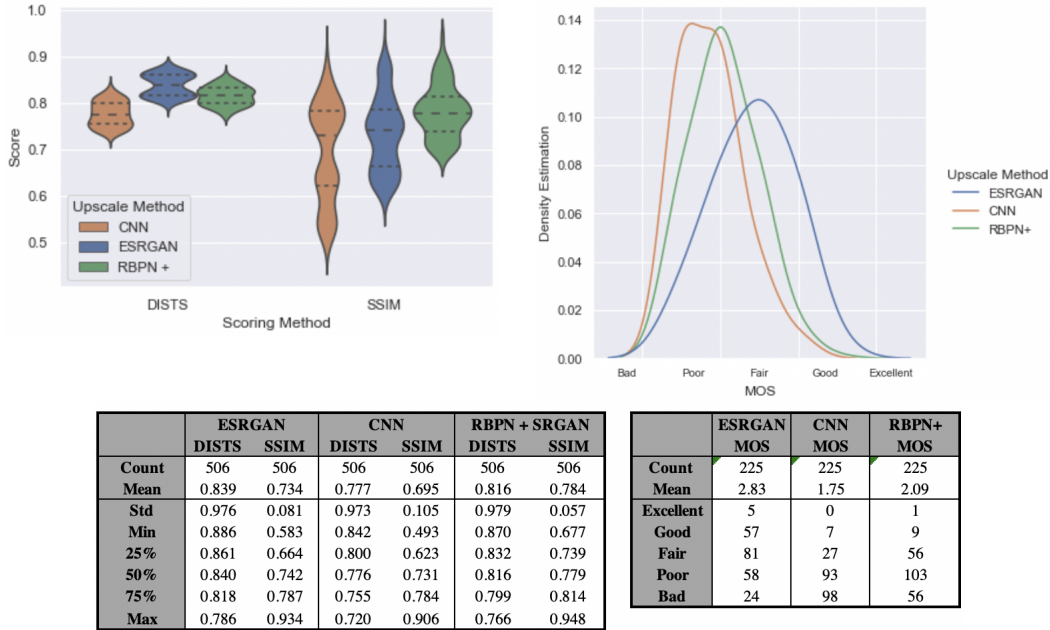 1.0
0.9
0.8
0.7
0.6
0.5
Score
Upscale Method
CNN
ESRGAN
RBPN +
DISTS SSIM
Scoring Method
0.14
0.12
0.10
0.08
0.06
0.04
0.02
0.00
Density Estimation
Bad Poor Fair Good Excellent
MOS
Upscale Method
ESRGAN
CNN
RBPN+
ESRGAN CNN RBPN + SRGAN
DISTS SSIM DISTS SSIM DISTS SSIM
Count 506 506 506 506 506 506
Mean 0.839 0.734 0.777 0.695 0.816 0.784
Std 0.976 0.081 0.973 0.105 0.979 0.057
Min 0.886 0.583 0.842 0.493 0.870 0.677
25% 0.861 0.664 0.800 0.623 0.832 0.739
50% 0.840 0.742 0.776 0.731 0.816 0.779
75% 0.818 0.787 0.755 0.784 0.799 0.814
Max 0.786 0.934 0.720 0.906 0.766 0.948
ESRGAN CNN RBPN+
MOS MOS MOS
Count 225 225 225
Mean 2.83 1.75 2.09
Excellent 5 0 1
Good 57 7 9
Fair 81 27 56
Poor 58 93 103
Bad 24 98 56